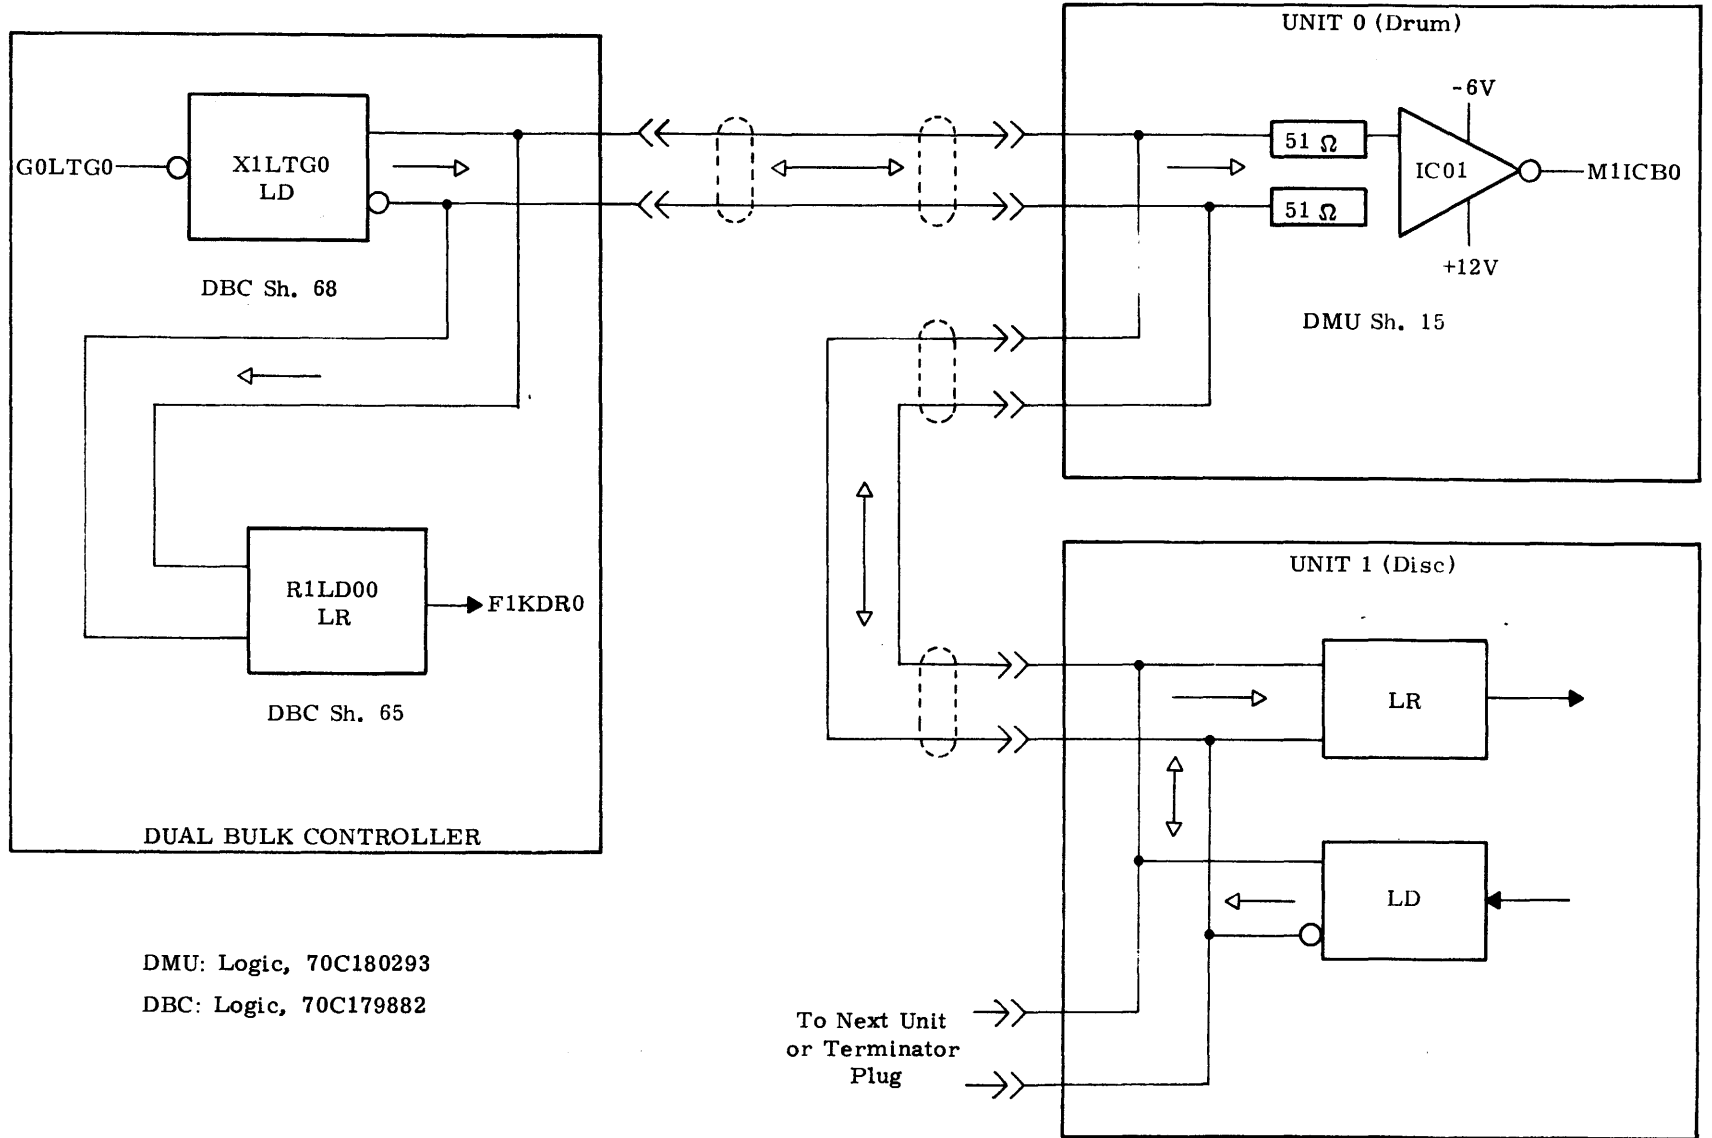 UNIT 0 (Drum)
-6V
G0LTG0
X1LTG0
LD
51 Ω
51 Ω
IC01
M1ICB0
+12V
DBC Sh. 68
DMU Sh. 15
R1LD00
LR
F1KDR0
DBC Sh. 65
DUAL BULK CONTROLLER
UNIT 1 (Disc)
LR
LD
DMU: Logic, 70C180293
DBC: Logic, 70C179882
To Next Unit
or Terminator
Plug